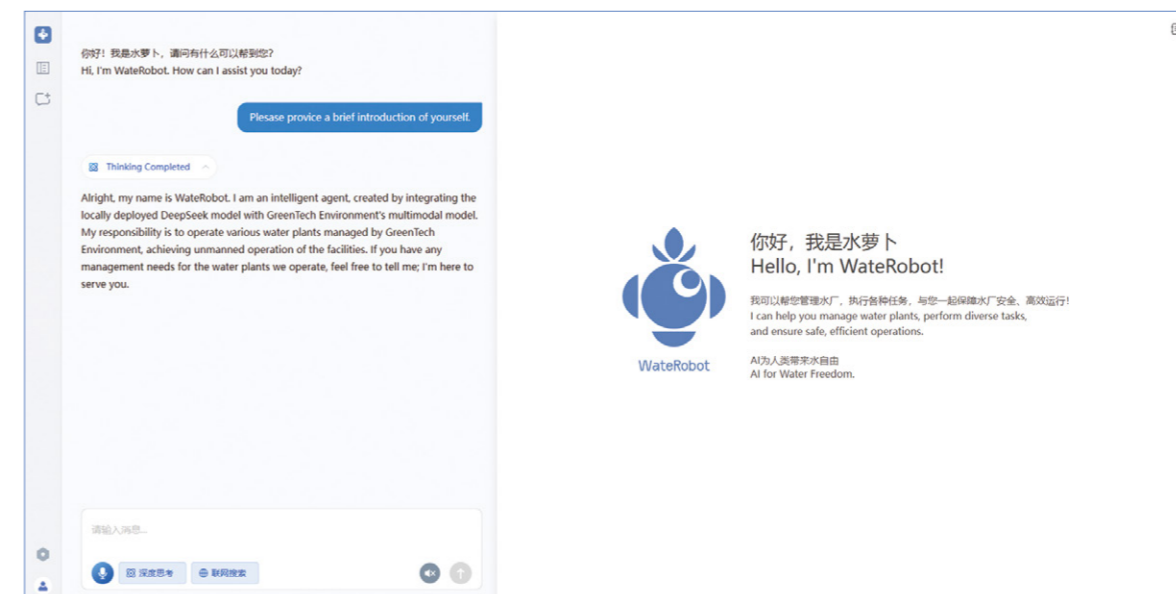 你好！我是水萝卜，请问有什么可以帮到您?
Hi, I'm WateRobot. How can I assist you today?
Plesase provice a brief introduction of yourself.
Thinking Completed
Alright, my name is WateRobot. I am an intelligent agent, created by integrating the
locally deployed DeepSeek model with GreenTech Environment's multimodal model.
My responsibility is to operate various water plants managed by GreenTech
Environment, achieving unmanned operation of the facilities. If you have any
management needs for the water plants we operate, feel free to tell me; I'm here to
serve you.
请输入消息...
深度思考
联网搜索
WateRobot
你好，我是水萝卜
Hello, I'm WateRobot!
我可以帮您管理水厂，执行各种任务，与您一起保障水厂安全、高效运行！
I can help you manage water plants, perform diverse tasks,
and ensure safe, efficient operations.
AI为人类带来水自由
AI for Water Freedom.